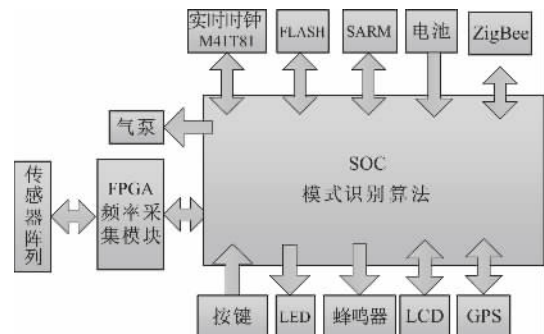 实时时钟
M41T81
FLASH
SARM
电池
ZigBee
气泵
SOC
模式识别算法
传感器阵列
FPGA
频率采
集模块
按键
LED
蜂鸣器
LCD
GPS